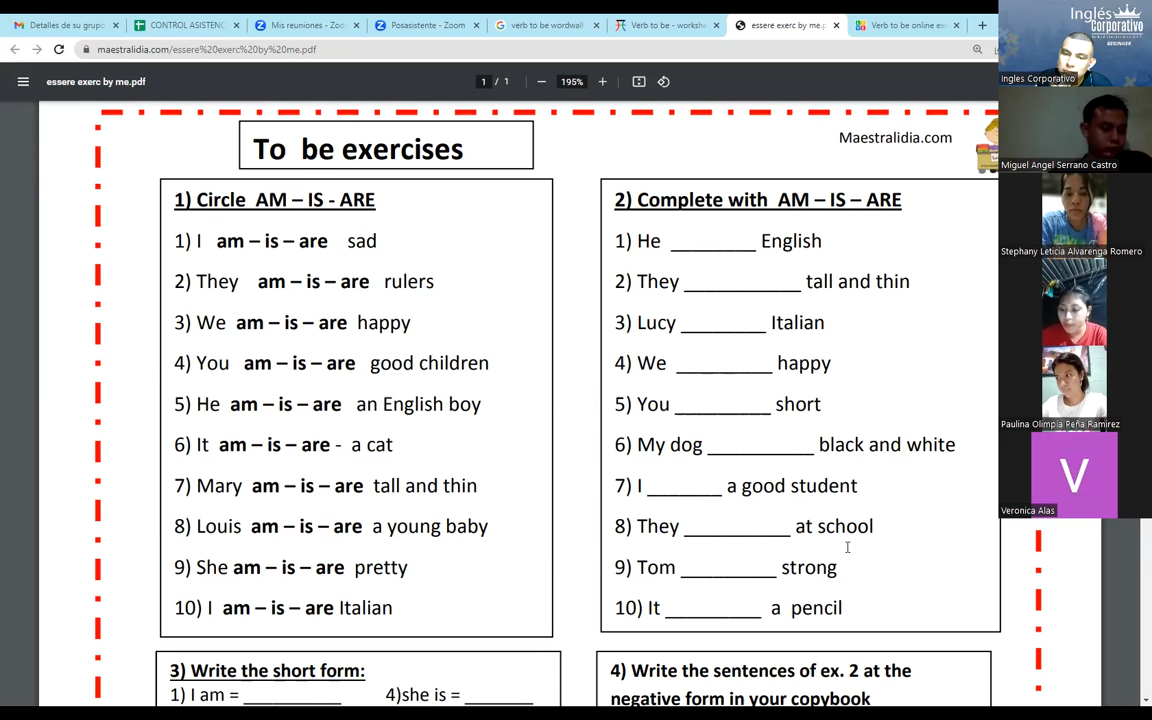 Detalles de su grupo
CONTROL ASISTENC
Mis reuniones - Zoom
Posasistente - Zoom
verb to be wordwall
Verb to be - workshe
essere exerc by me.p
Verb to be online exe
maestralidia.com/essere%20exerc%20by%20me.pdf
essere exerc by me.pdf
1 / 1
195%
To be exercises
Maestralidia.com
1) Circle AM – IS - ARE
1) I am – is – are sad
2) They am – is – are rulers
3) We am – is – are happy
4) You am – is – are good children
5) He am – is – are an English boy
6) It am – is – are - a cat
7) Mary am – is – are tall and thin
8) Louis am – is – are a young baby
9) She am – is – are pretty
10) I am – is – are Italian
2) Complete with AM – IS – ARE
1) He ________ English
2) They ___________ tall and thin
3) Lucy ________ Italian
4) We _________ happy
5) You _________ short
6) My dog __________ black and white
7) I _______ a good student
8) They __________ at school
9) Tom _________ strong
10) It _________ a pencil
3) Write the short form:
1) I am = _________ 4)she is = _______
4) Write the sentences of ex. 2 at the
negative form in your copybook
Inglés
Corporativo
BEGINNER
Ingles Corporativo
Miguel Angel Serrano Castro
Stephany Leticia Alvarenga Romero
Paulina Olimpia Peña Ramirez
V
Veronica Alas